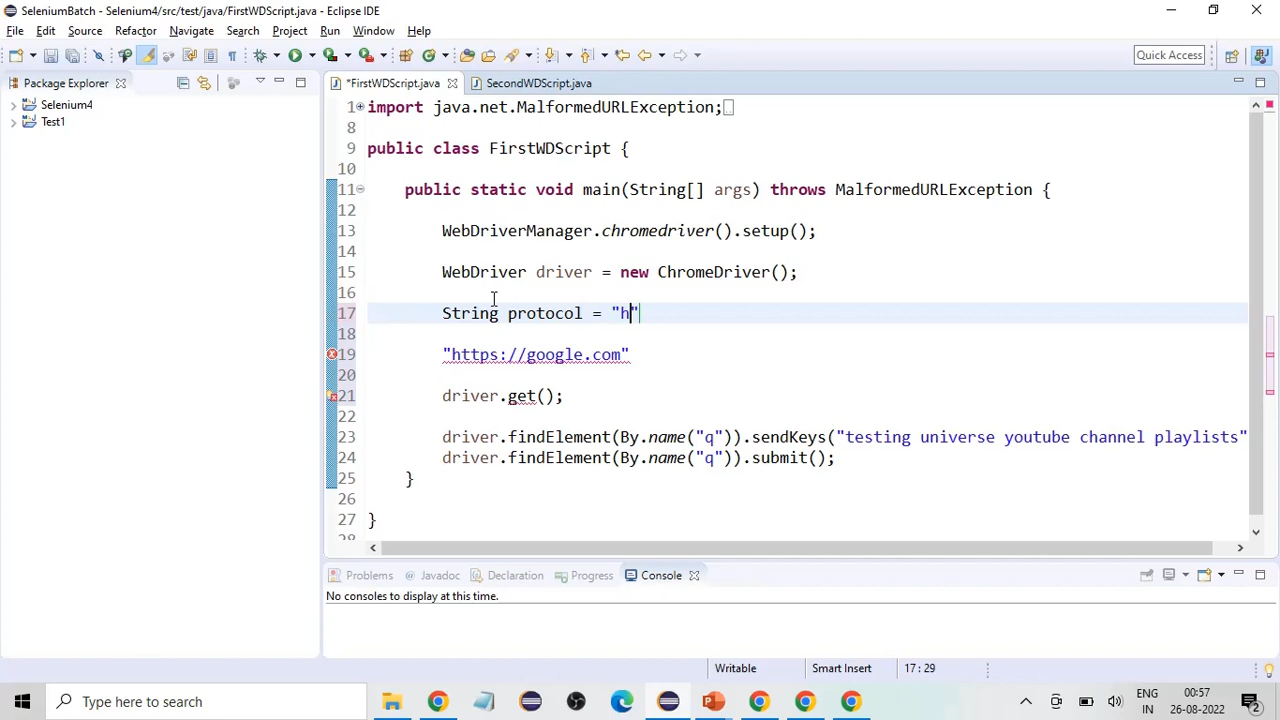 SeleniumBatch - Selenium4/src/test/java/FirstWDScript.java - Eclipse IDE
File Edit Source Refactor Navigate Search Project Run Window Help
Quick Access
Package Explorer
*FirstWDScript.java SecondWDScript.java
Selenium4
Test1
1 import java.net.MalformedURLException;
8
9 public class FirstWDScript {
10
11 public static void main(String[] args) throws MalformedURLException {
12
13 WebDriverManager.chromedriver().setup();
14
15 WebDriver driver = new ChromeDriver();
16
17 String protocol = "h"
18
19 "https://google.com"
20
21 driver.get();
22
23 driver.findElement(By.name("q")).sendKeys("testing universe youtube channel playlists"
24 driver.findElement(By.name("q")).submit();
25 }
26
27 }
28
Problems Javadoc Declaration Progress Console
No consoles to display at this time.
Writable Smart Insert 17 : 29
Type here to search
ENG
IN
00:57
26-08-2022
2